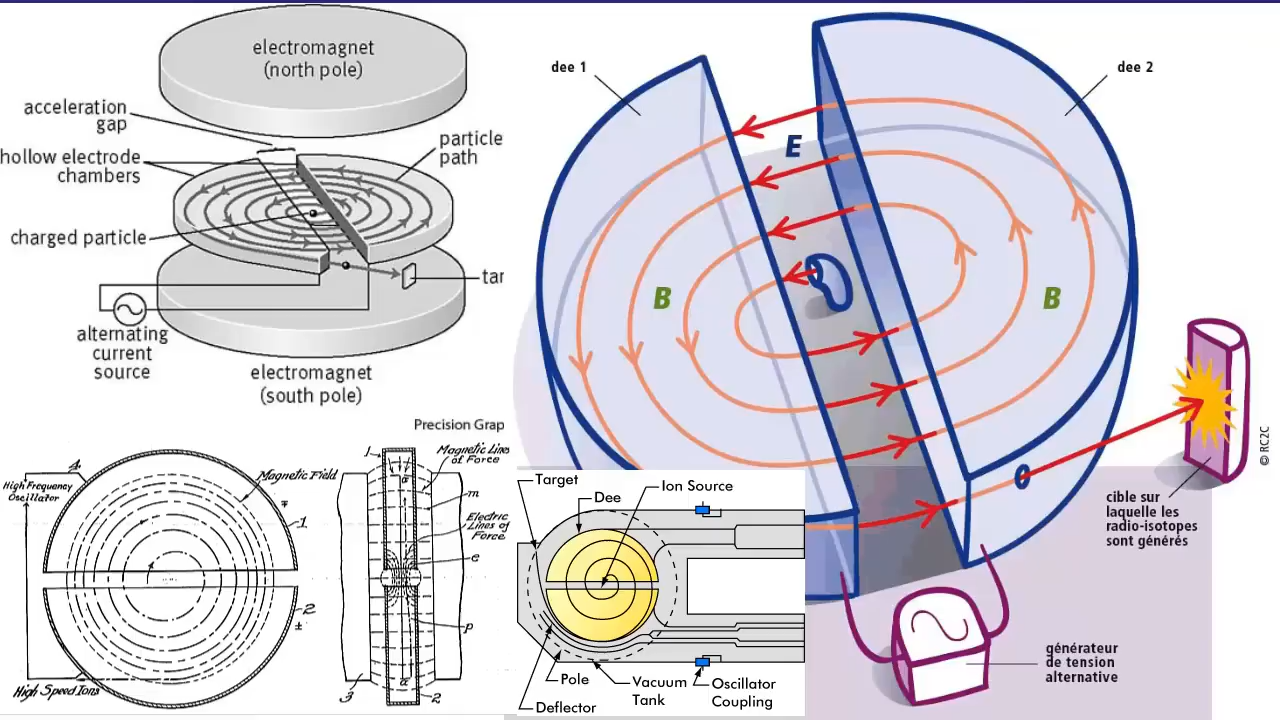 electromagnet
(north pole)
acceleration
gap
particle
path
hollow electrode
chambers
charged particle
tar
alternating
current
source
electromagnet
(south pole)
Precision Grap
dee 1
dee 2
E
B
B
© RC2C
cible sur
laquelle les
radio-isotopes
sont générés
générateur
de tension
alternative
4
High Frequency
Oscillator
Magnetic Field
1
2
±
High Speed Ions
1
Magnetic Lines
of Force
a
m
Electric
Lines of
Force
e
p
a
3
2
Target
Dee
Ion Source
Pole
Deflector
Vacuum
Tank
Oscillator
Coupling